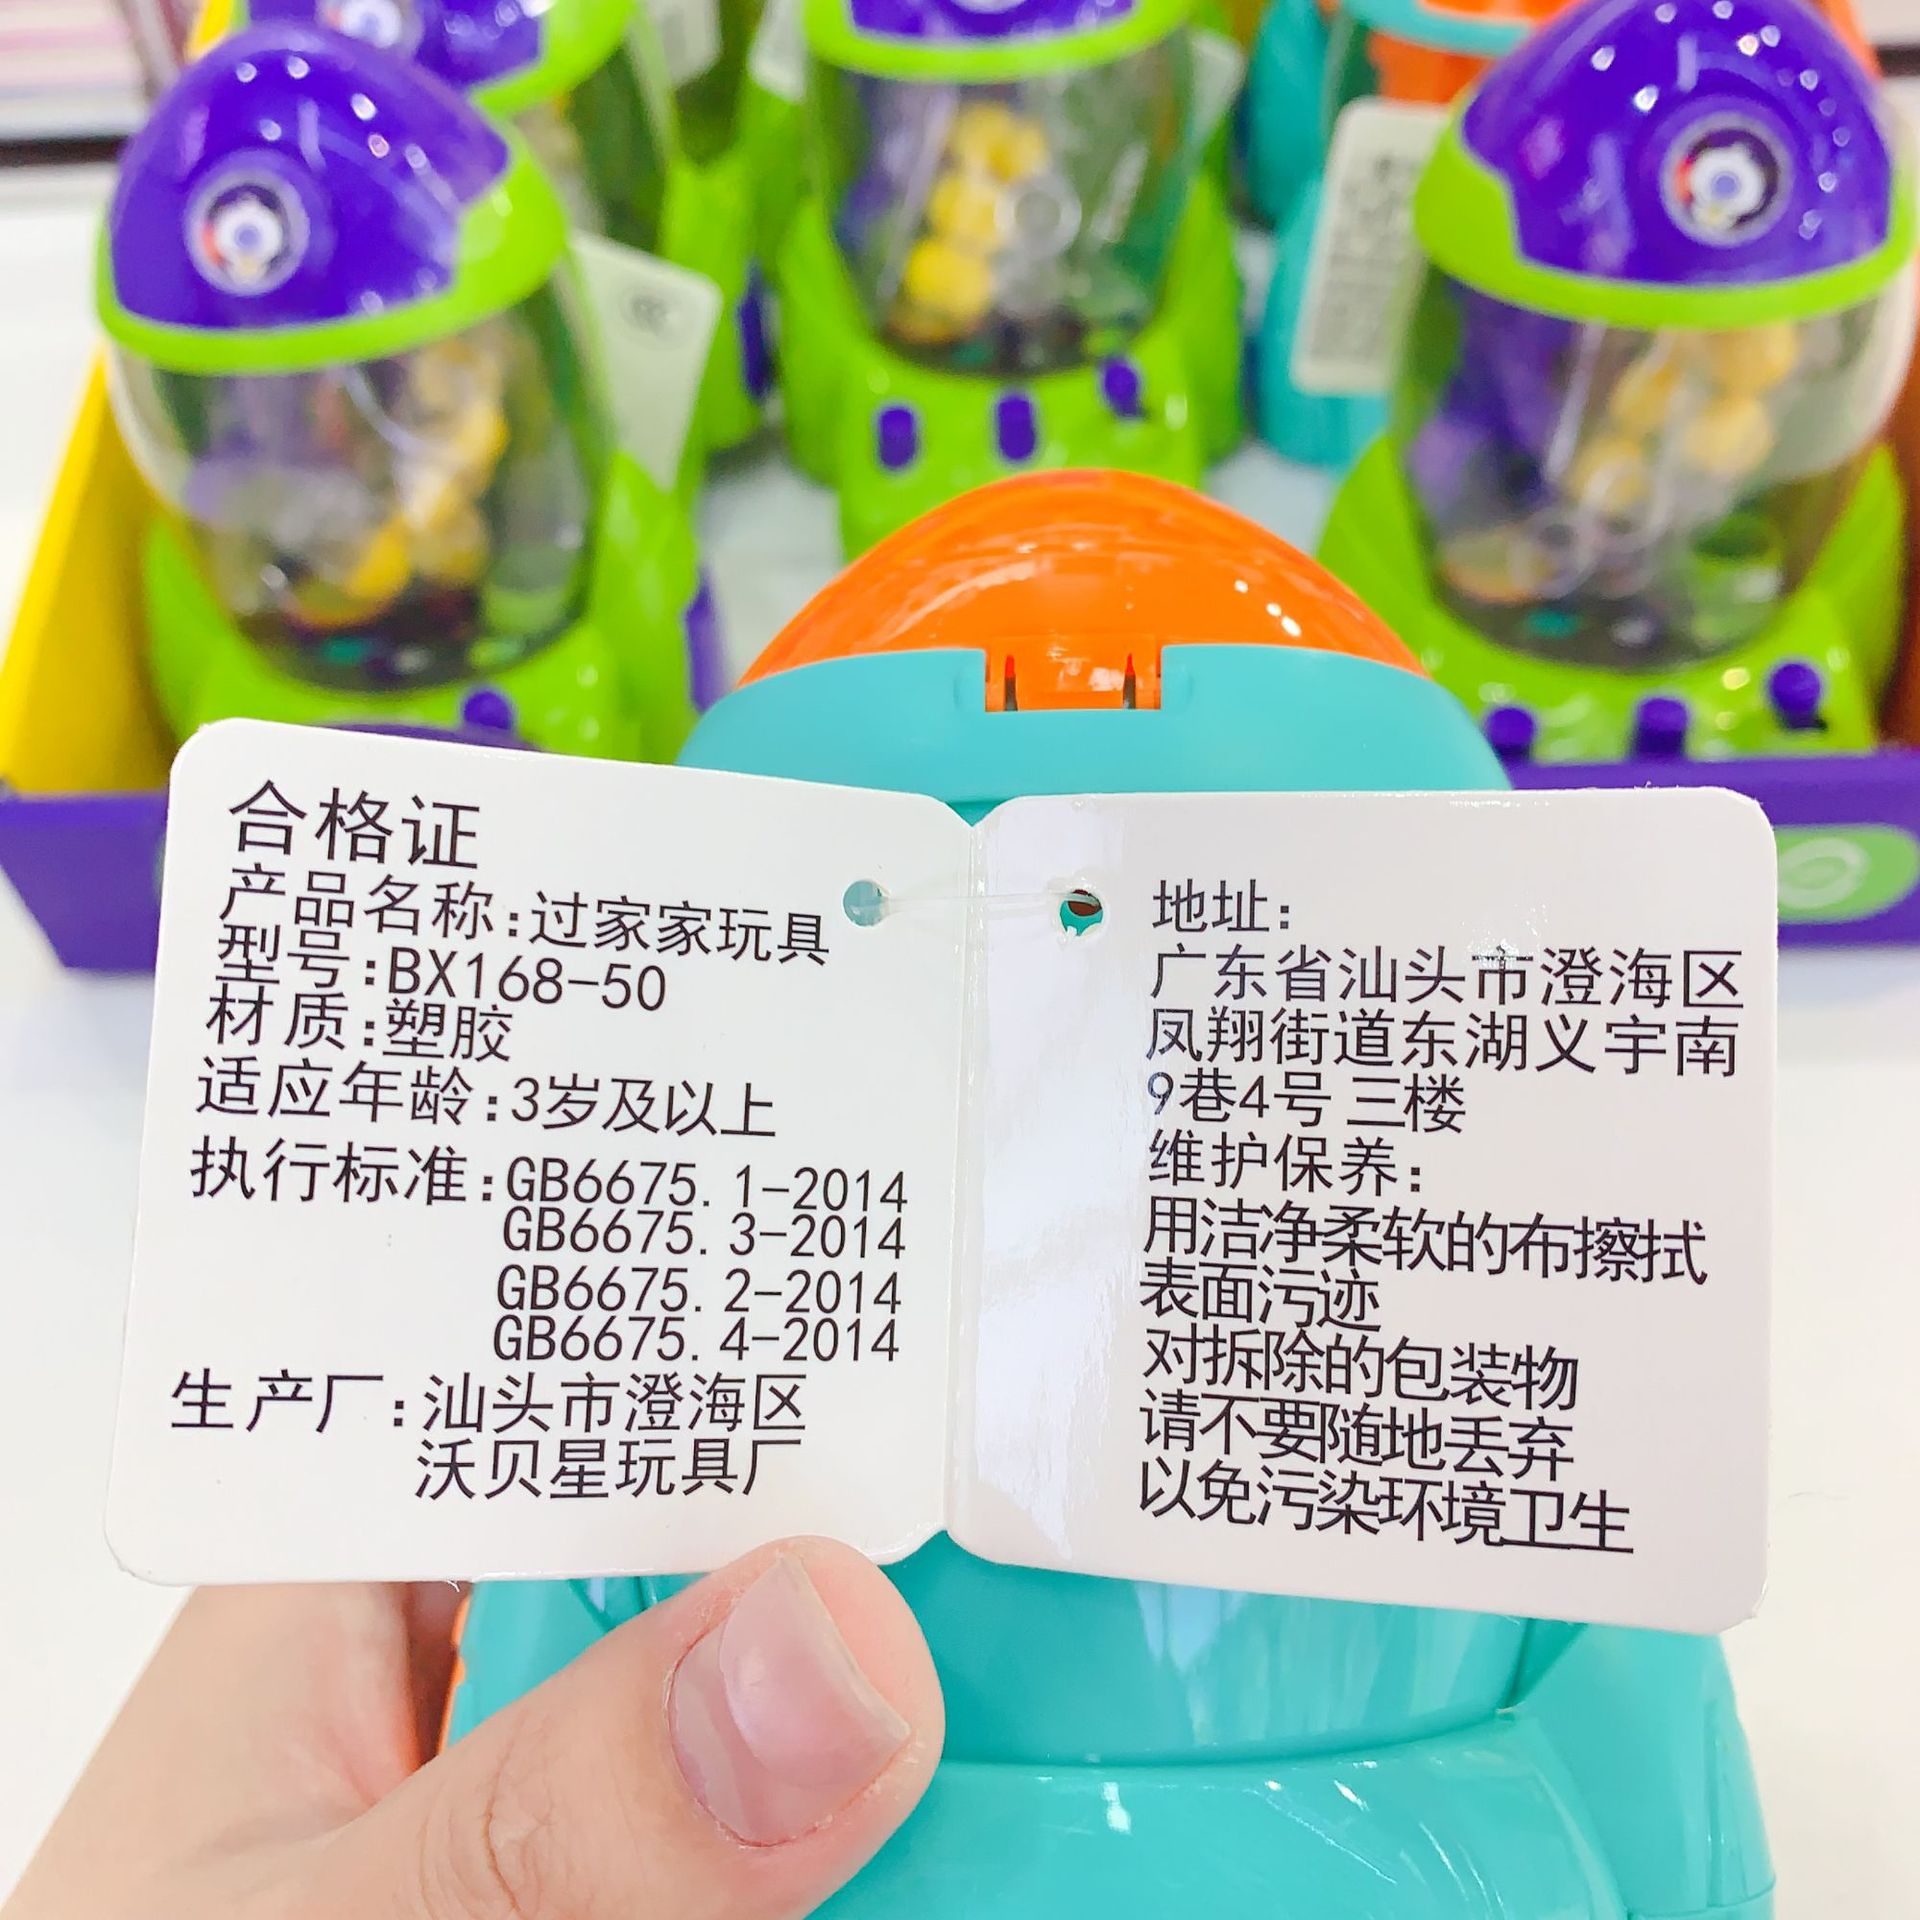 合格证
产品名称:过家家玩具
型号:BX168-50
材质:塑胶
适应年龄:3岁及以上
执行标准:GB6675.1-2014
GB6675.3-2014
GB6675.2-2014
GB6675.4-2014
生产厂:汕头市澄海区
沃贝星玩具厂
地址:
广东省汕头市澄海区
凤翔街道东湖义宇南
9巷4号三楼
维护保养:
用洁净柔软的布擦拭
表面污迹
对拆除的包装物
请不要随地丢弃
以免污染环境卫生